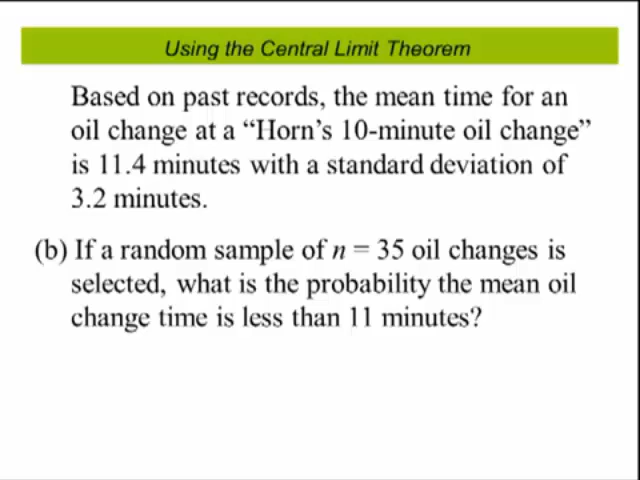 Using the Central Limit Theorem
Based on past records, the mean time for an
oil change at a “Horn’s 10-minute oil change”
is 11.4 minutes with a standard deviation of
3.2 minutes.
(b) If a random sample of n = 35 oil changes is
selected, what is the probability the mean oil
change time is less than 11 minutes?